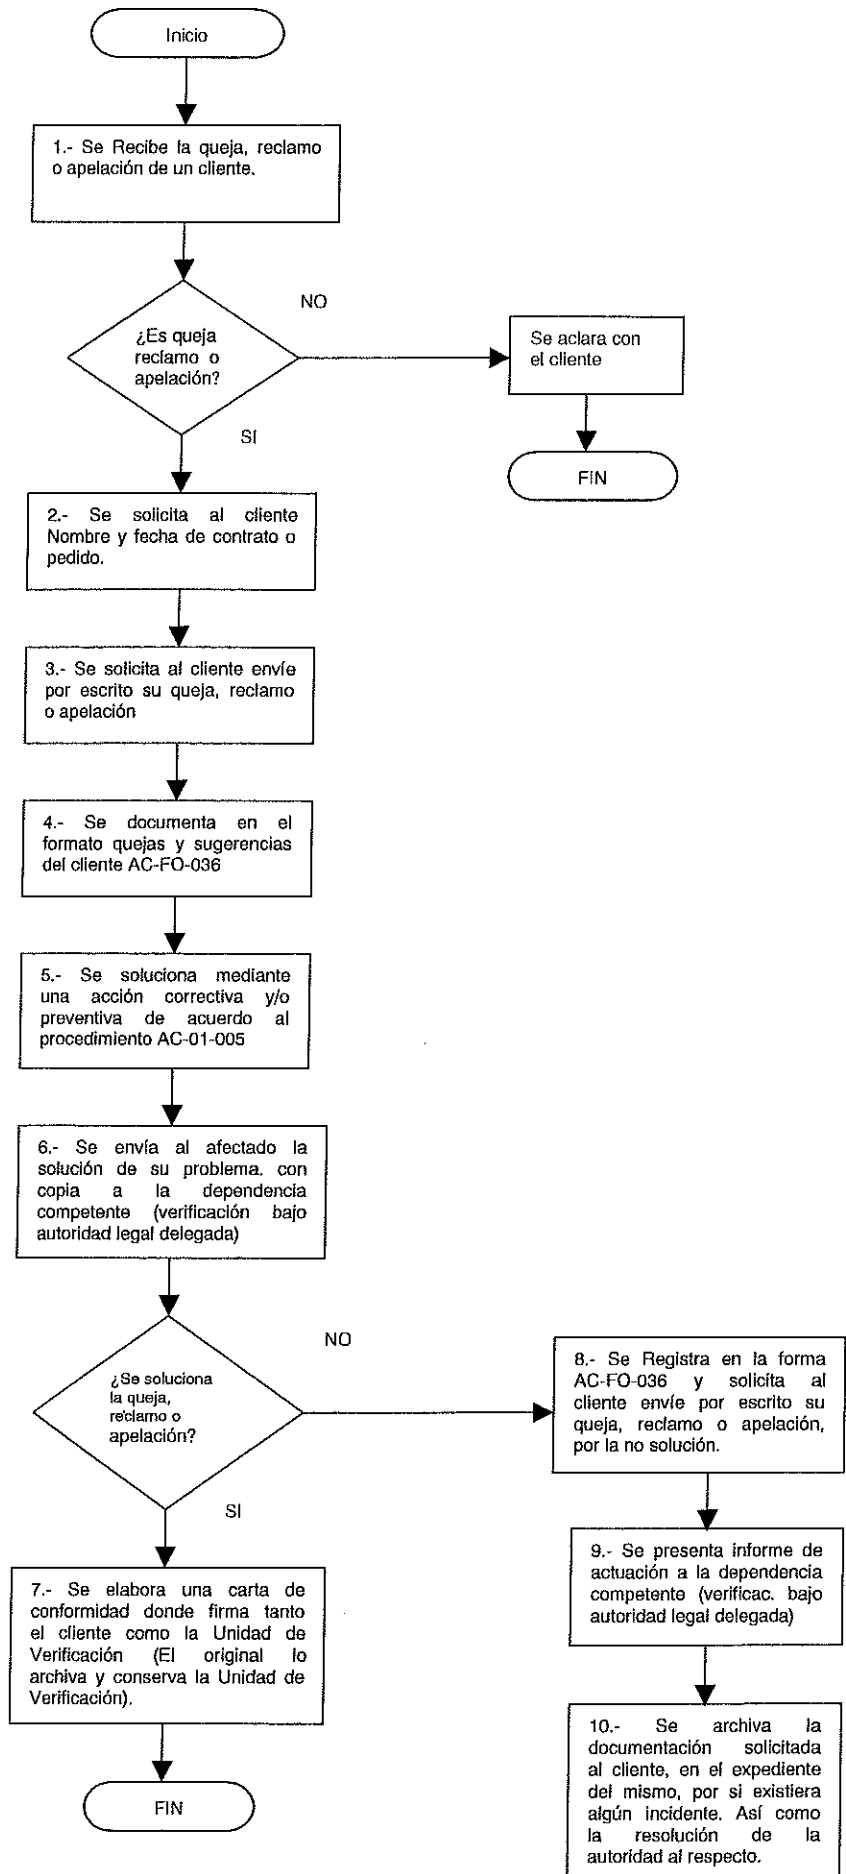 Inicio
1.- Se Recibe la queja, reclamo
o apelación de un cliente.
¿Es queja
reclamo o
apelación?
NO
Se aclara con
el cliente
FIN
SI
2.- Se solicita al cliente
Nombre y fecha de contrato o
pedido.
3.- Se solicita al cliente envíe
por escrito su queja, reclamo
o apelación
4.- Se documenta en el
formato quejas y sugerencias
del cliente AC-FO-036
5.- Se soluciona mediante
una acción correctiva y/o
preventiva de acuerdo al
procedimiento AC-01-005
6.- Se envía al afectado la
solución de su problema. con
copia a la dependencia
competente (verificación bajo
autoridad legal delegada)
¿Se soluciona
la queja,
reclamo o
apelación?
NO
SI
7.- Se elabora una carta de
conformidad donde firma tanto
el cliente como la Unidad de
Verificación (El original lo
archiva y conserva la Unidad de
Verificación).
FIN
8.- Se Registra en la forma
AC-FO-036 y solicita al
cliente envíe por escrito su
queja, reclamo o apelación,
por la no solución.
9.- Se presenta informe de
actuación a la dependencia
competente (verificac. bajo
autoridad legal delegada)
10.- Se archiva la
documentación solicitada
al cliente, en el expediente
del mismo, por si existiera
algún incidente. Así como
la resolución de la
autoridad al respecto.